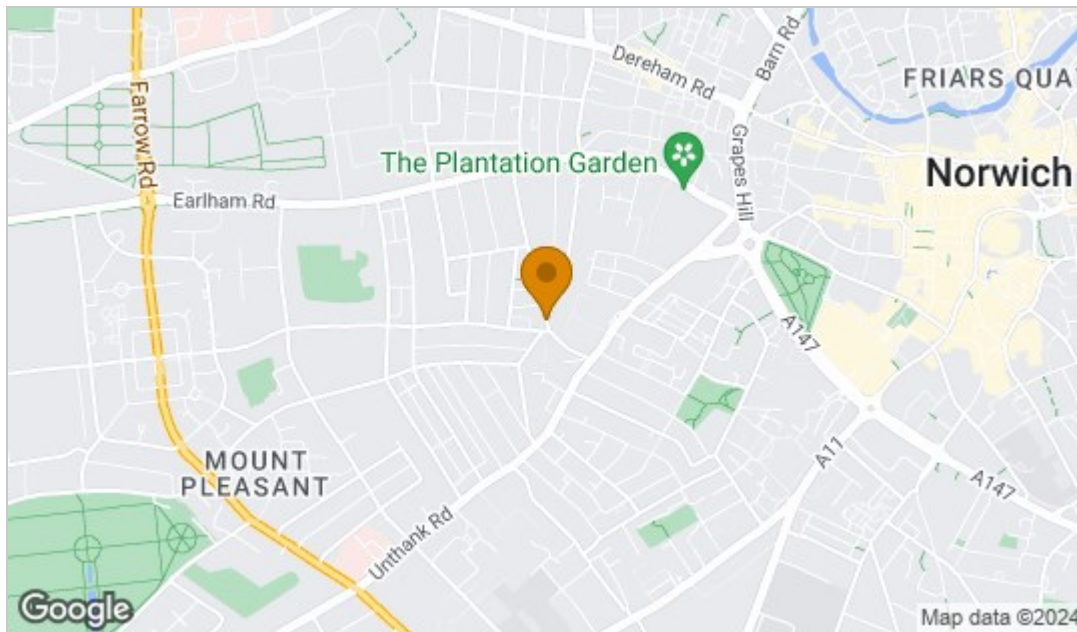 Dereham Rd
Barn Rd
FRIARS QUA
Farrow Rd
The Plantation Garden
Grapes Hill
Norwich
Earlham Rd
A147
MOUNT
PLEASANT
A11
A147
Unthank Rd
Google
Map data ©2024